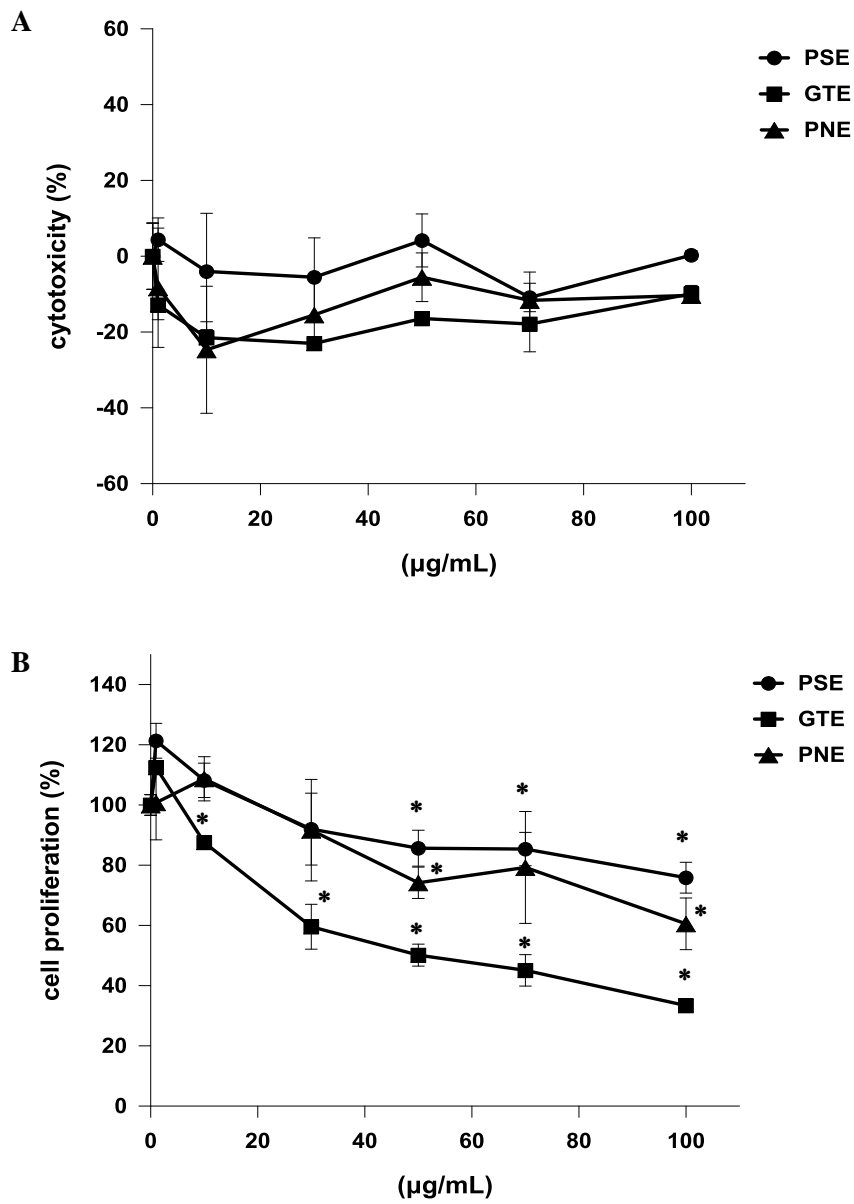 A
60
40
20
0
-20
-40
-60
cytotoxicity (%)
0 20 40 60 80 100
(µg/mL)
PSE
GTE
PNE
B
140
120
100
80
60
40
20
0
cell proliferation (%)
* * * * * * * * * *
0 20 40 60 80 100
(µg/mL)
PSE
GTE
PNE